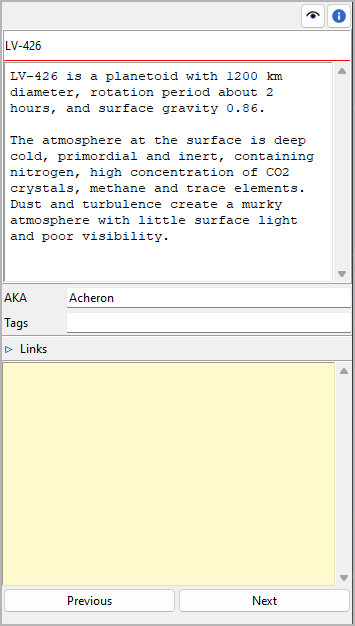 LV-426
LV-426 is a planetoid with 1200 km
diameter, rotation period about 2
hours, and surface gravity 0.86.
The atmosphere at the surface is deep
cold, primordial and inert, containing
nitrogen, high concentration of CO2
crystals, methane and trace elements.
Dust and turbulence create a murky
atmosphere with little surface light
and poor visibility.
AKA Acheron
Tags
Links
Previous Next